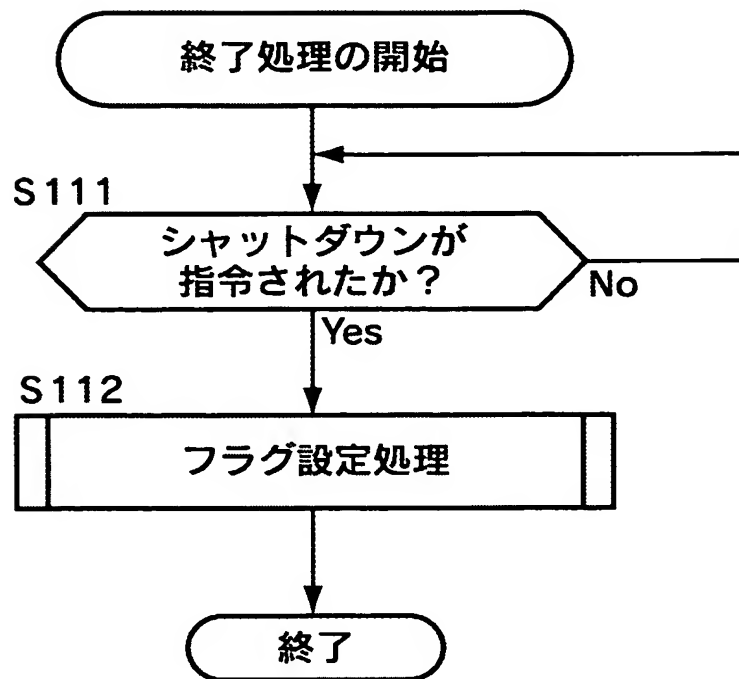 終了処理の開始
S111
シャットダウンが
指令されたか？
No
Yes
S112
フラグ設定処理
終了